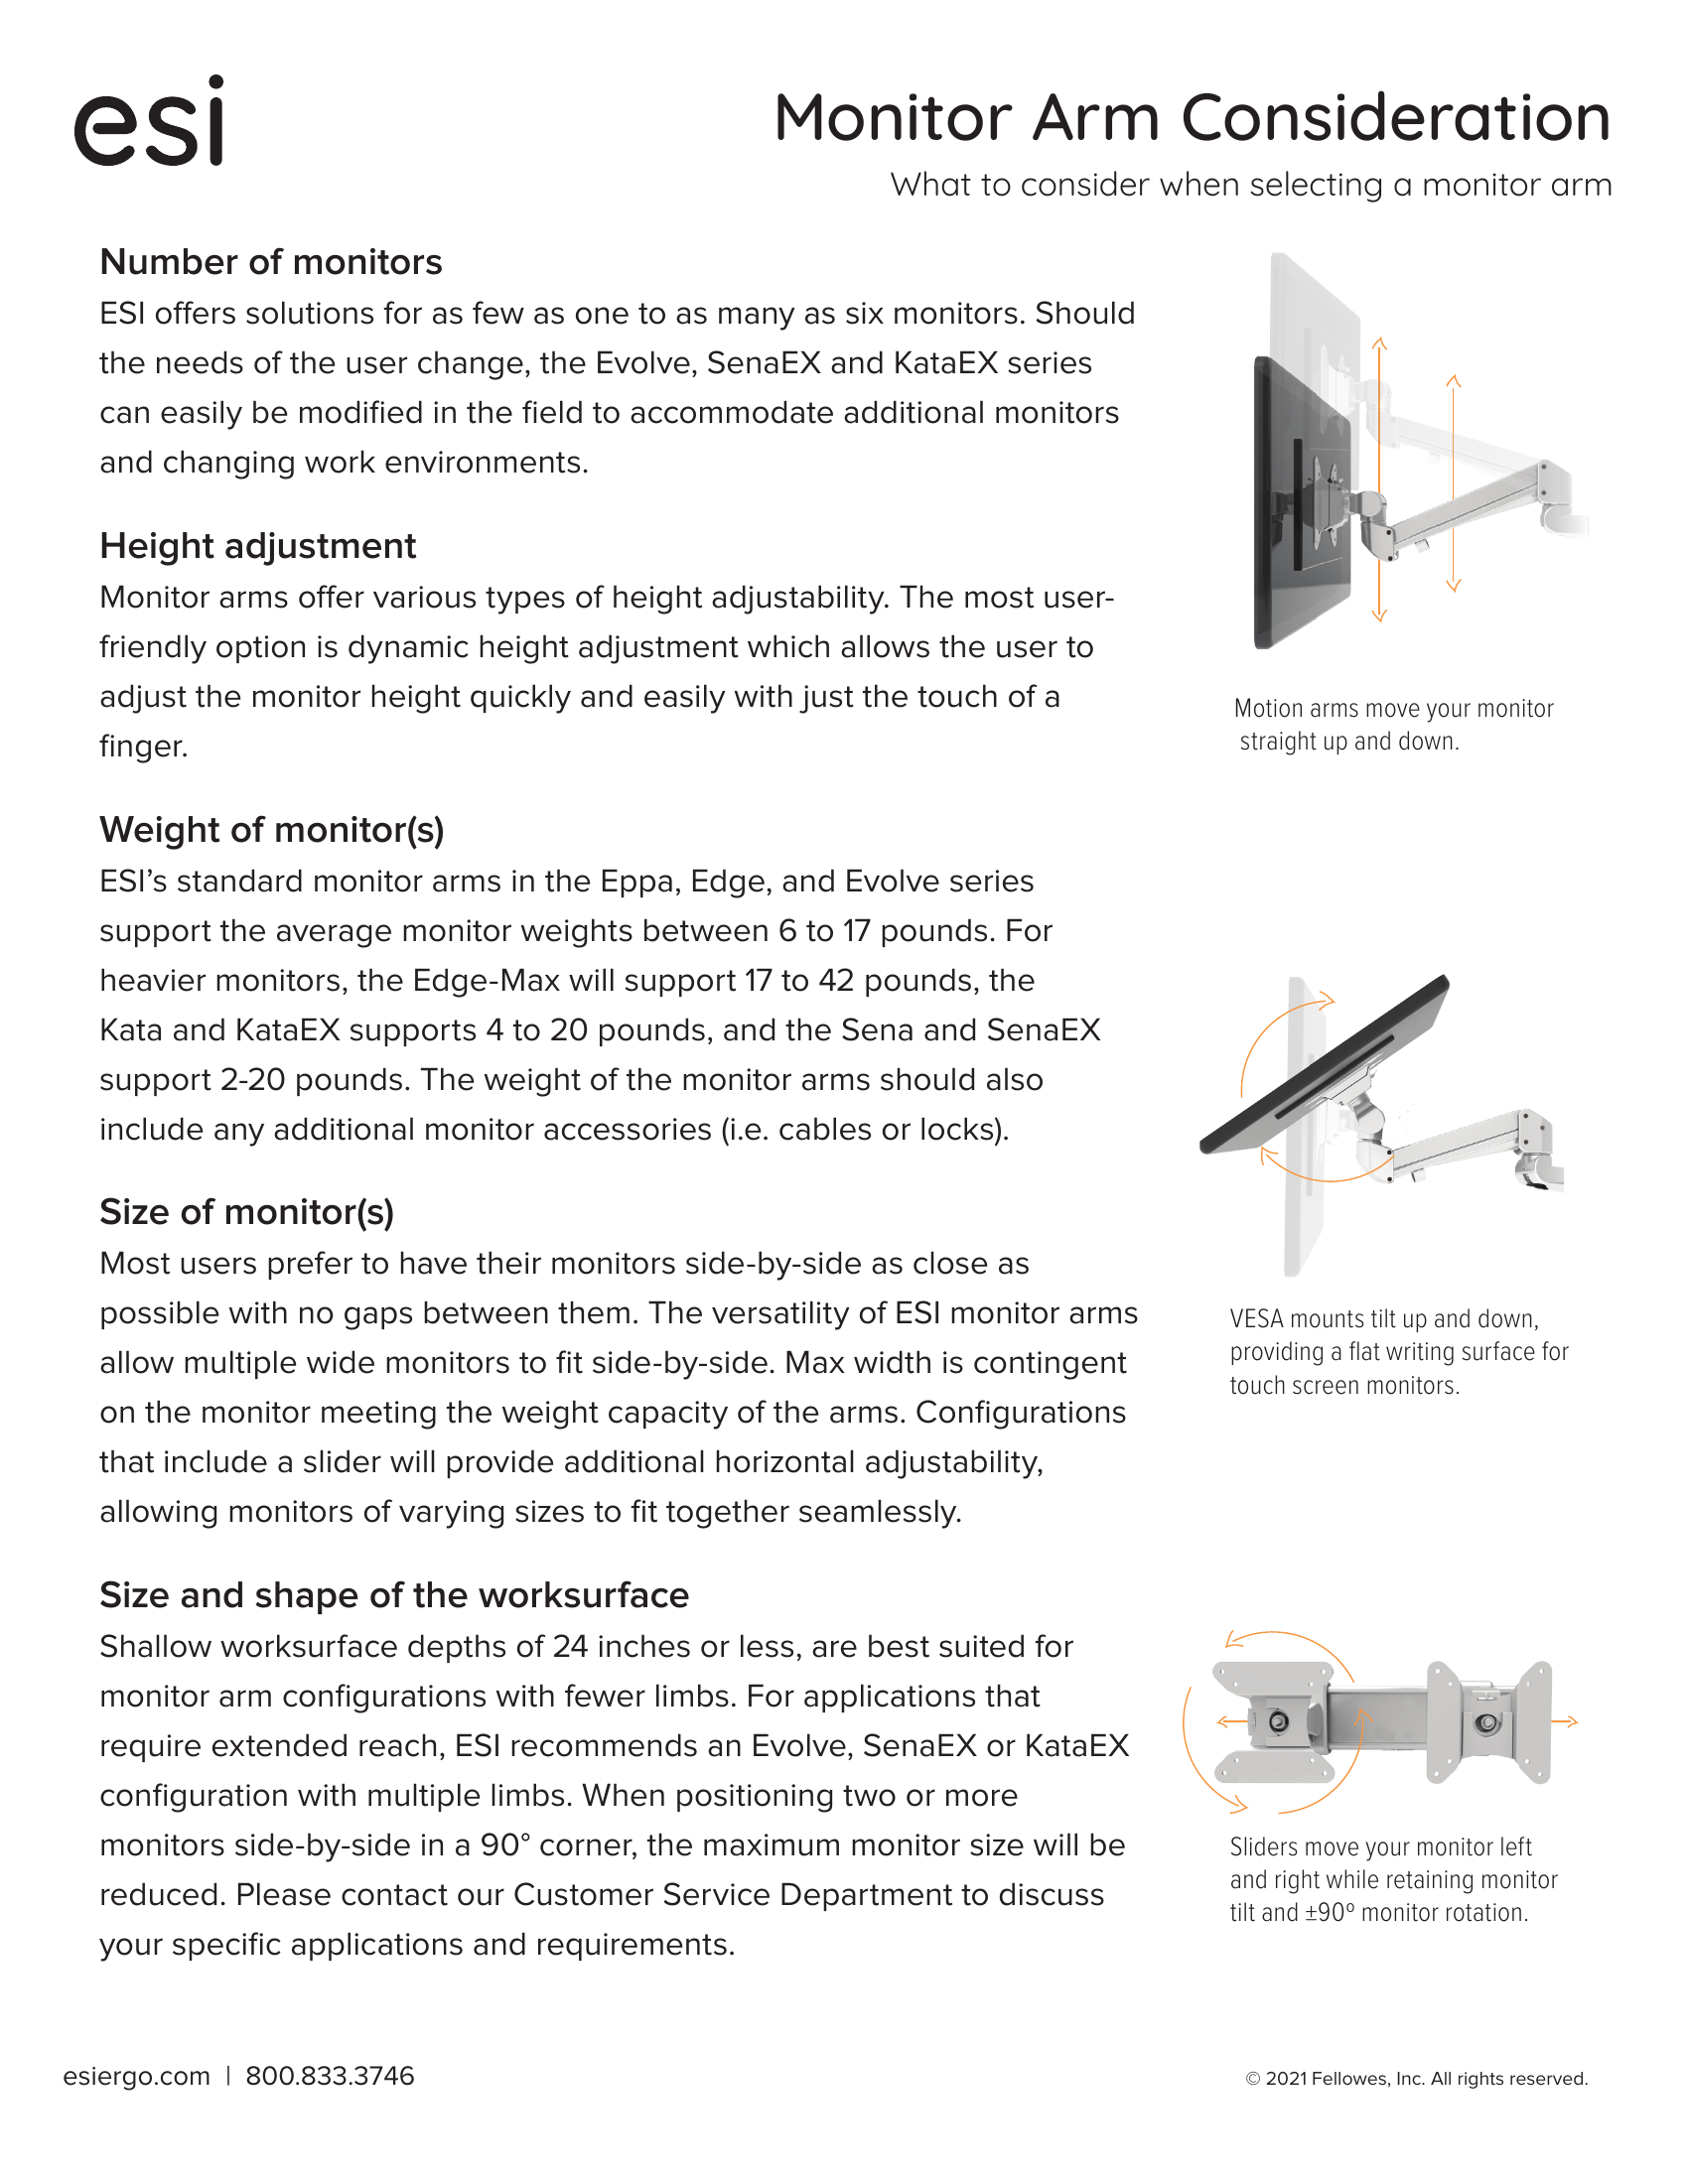 esi
Monitor Arm Consideration
What to consider when selecting a monitor arm
Number of monitors
ESI offers solutions for as few as one to as many as six monitors. Should
the needs of the user change, the Evolve, SenaEX and KataEX series
can easily be modified in the field to accommodate additional monitors
and changing work environments.
Height adjustment
Monitor arms offer various types of height adjustability. The most user-
friendly option is dynamic height adjustment which allows the user to
adjust the monitor height quickly and easily with just the touch of a
finger.
Motion arms move your monitor
straight up and down.
Weight of monitor(s)
ESI’s standard monitor arms in the Eppa, Edge, and Evolve series
support the average monitor weights between 6 to 17 pounds. For
heavier monitors, the Edge-Max will support 17 to 42 pounds, the
Kata and KataEX supports 4 to 20 pounds, and the Sena and SenaEX
support 2-20 pounds. The weight of the monitor arms should also
include any additional monitor accessories (i.e. cables or locks).
Size of monitor(s)
Most users prefer to have their monitors side-by-side as close as
possible with no gaps between them. The versatility of ESI monitor arms
allow multiple wide monitors to fit side-by-side. Max width is contingent
on the monitor meeting the weight capacity of the arms. Configurations
that include a slider will provide additional horizontal adjustability,
allowing monitors of varying sizes to fit together seamlessly.
VESA mounts tilt up and down,
providing a flat writing surface for
touch screen monitors.
Size and shape of the worksurface
Shallow worksurface depths of 24 inches or less, are best suited for
monitor arm configurations with fewer limbs. For applications that
require extended reach, ESI recommends an Evolve, SenaEX or KataEX
configuration with multiple limbs. When positioning two or more
monitors side-by-side in a 90° corner, the maximum monitor size will be
reduced. Please contact our Customer Service Department to discuss
your specific applications and requirements.
Sliders move your monitor left
and right while retaining monitor
tilt and ±90º monitor rotation.
esiergo.com | 800.833.3746
© 2021 Fellowes, Inc. All rights reserved.